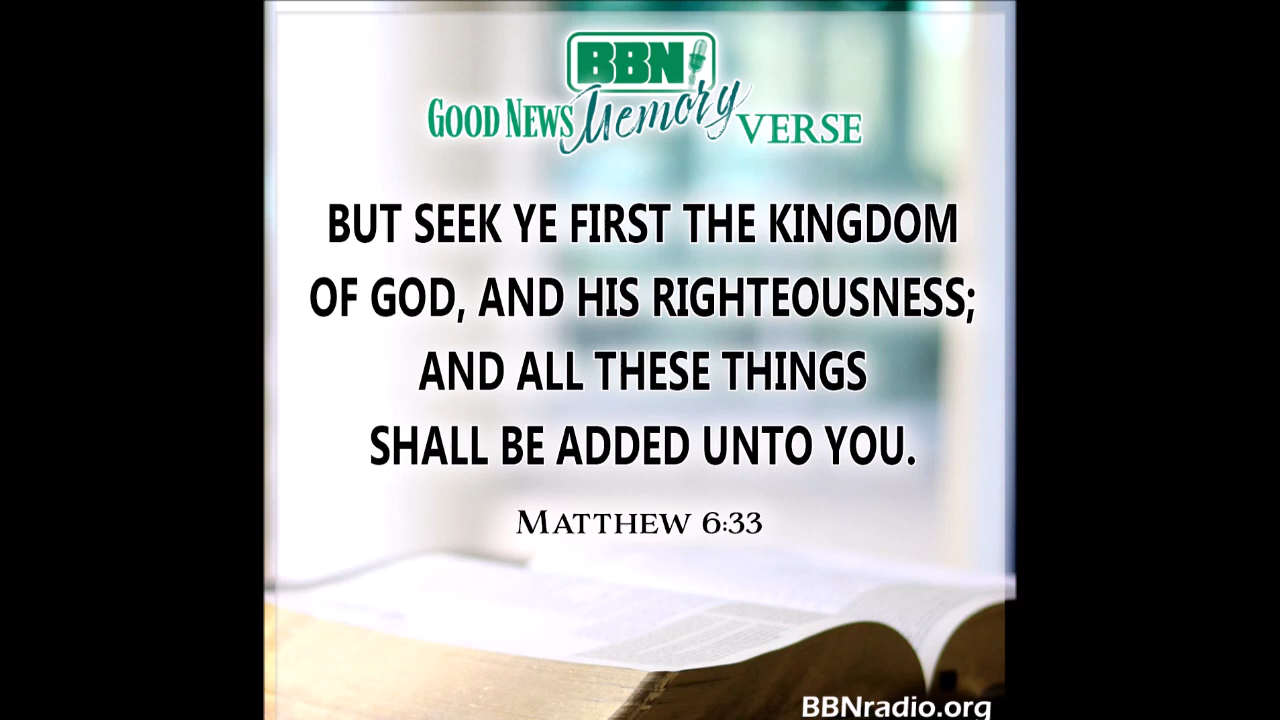 BBN
GOOD NEWS Memory VERSE
BUT SEEK YE FIRST THE KINGDOM
OF GOD, AND HIS RIGHTEOUSNESS;
AND ALL THESE THINGS
SHALL BE ADDED UNTO YOU.
MATTHEW 6:33
BBNradio.org